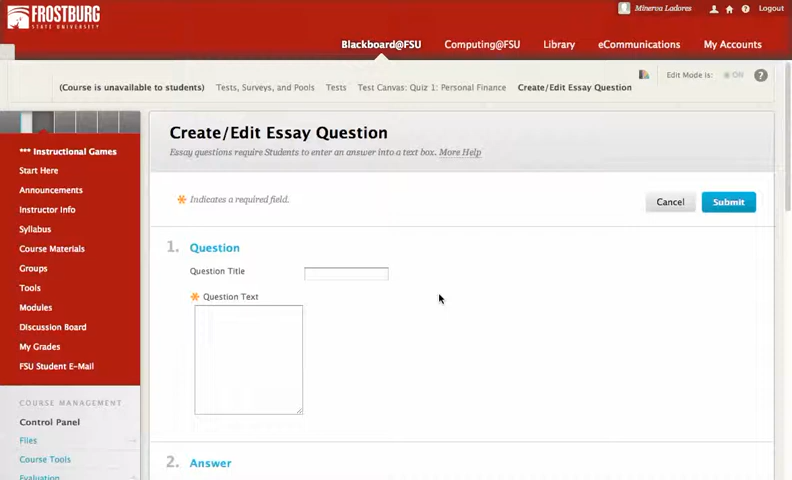 FROSTBURG
STATE UNIVERSITY
Minerva Ladores
Logout
Blackboard@FSU
Computing@FSU
Library
eCommunications
My Accounts
(Course is unavailable to students)
Tests, Surveys, and Pools
Tests
Test Canvas: Quiz 1: Personal Finance
Create/Edit Essay Question
Edit Mode is:
ON
?
*** Instructional Games
Start Here
Announcements
Instructor Info
Syllabus
Course Materials
Groups
Tools
Modules
Discussion Board
My Grades
FSU Student E-Mail
COURSE MANAGEMENT
Control Panel
Files
Course Tools
Evaluation
Create/Edit Essay Question
Essay questions require Students to enter an answer into a text box. More Help
Indicates a required field.
Cancel
Submit
1. Question
Question Title
Question Text
2. Answer